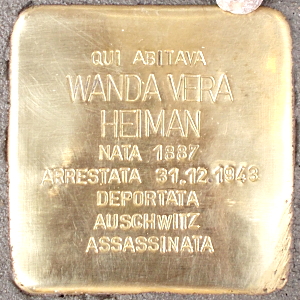 QUI ABITAVA
WANDA VERA
HEIMAN
NATA 1887
ARRESTATA 31.12.1943
DEPORTATA
AUSCHWITZ
ASSASSINATA